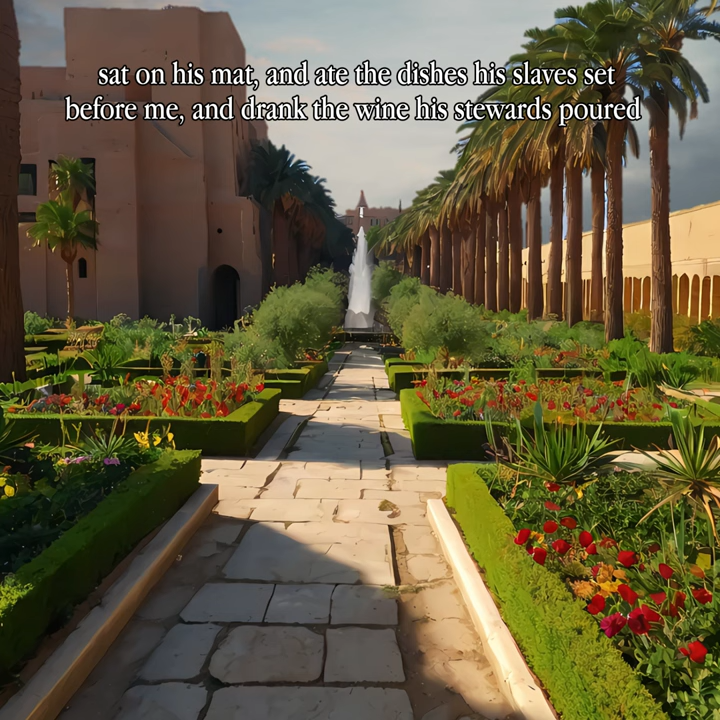 sat on his mat, and ate the dishes his slaves set
before me, and drank the wine his stewards poured